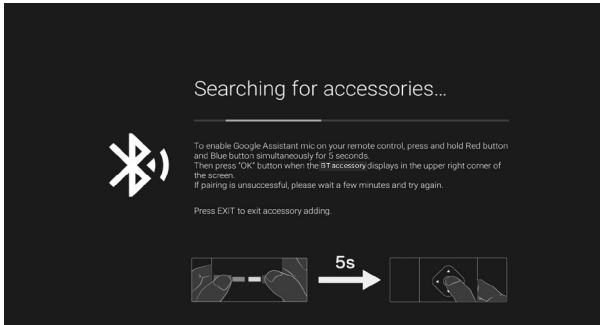 Searching for accessories...
To enable Google Assistant mic on your remote control, press and hold Red button
and Blue button simultaneously for 5 seconds.
Then press "OK" button when the BT accessory displays in the upper right corner of
the screen.
If pairing is unsuccessful, please wait a few minutes and try again.
Press EXIT to exit accessory adding.
5s